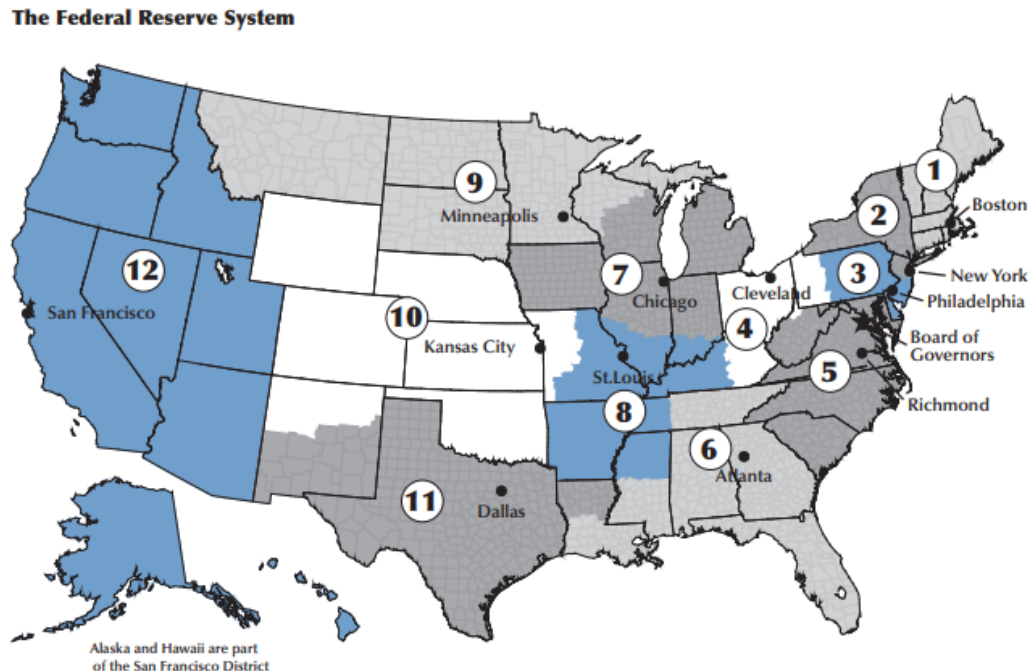 The Federal Reserve System
1
Boston
2
9
Minneapolis
New York
3
Philadelphia
12
7
Chicago
Cleveland
San Francisco
10
4
Board of
Governors
Kansas City
5
St.Louis
Richmond
8
6
Atlanta
11
Dallas
Alaska and Hawaii are part
of the San Francisco District